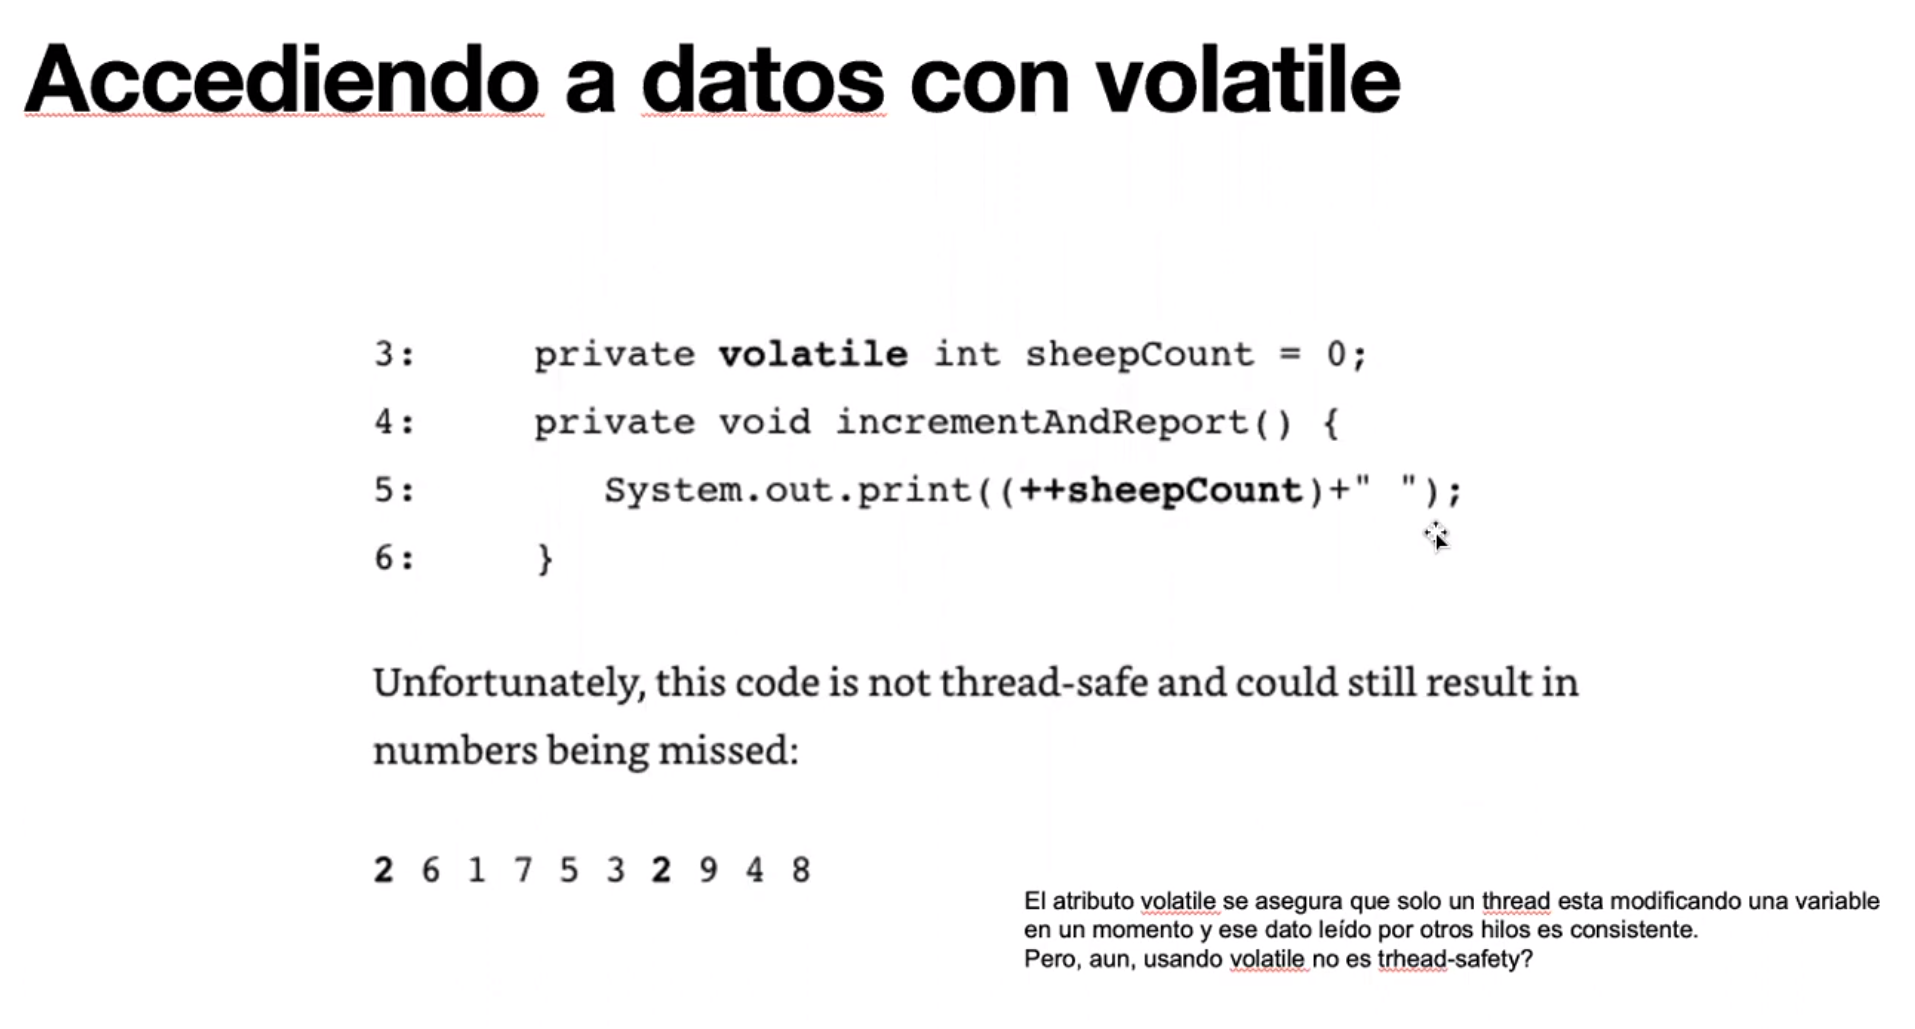 Accediendo a datos con volatile
3: private volatile int sheepCount = 0;
4: private void incrementAndReport() {
5: System.out.print((++sheepCount)+" ");
6: }
Unfortunately, this code is not thread-safe and could still result in
numbers being missed:
2 6 1 7 5 3 2 9 4 8
El atributo volatile se asegura que solo un thread esta modificando una variable
en un momento y ese dato leído por otros hilos es consistente.
Pero, aun, usando volatile no es trhead-safety?